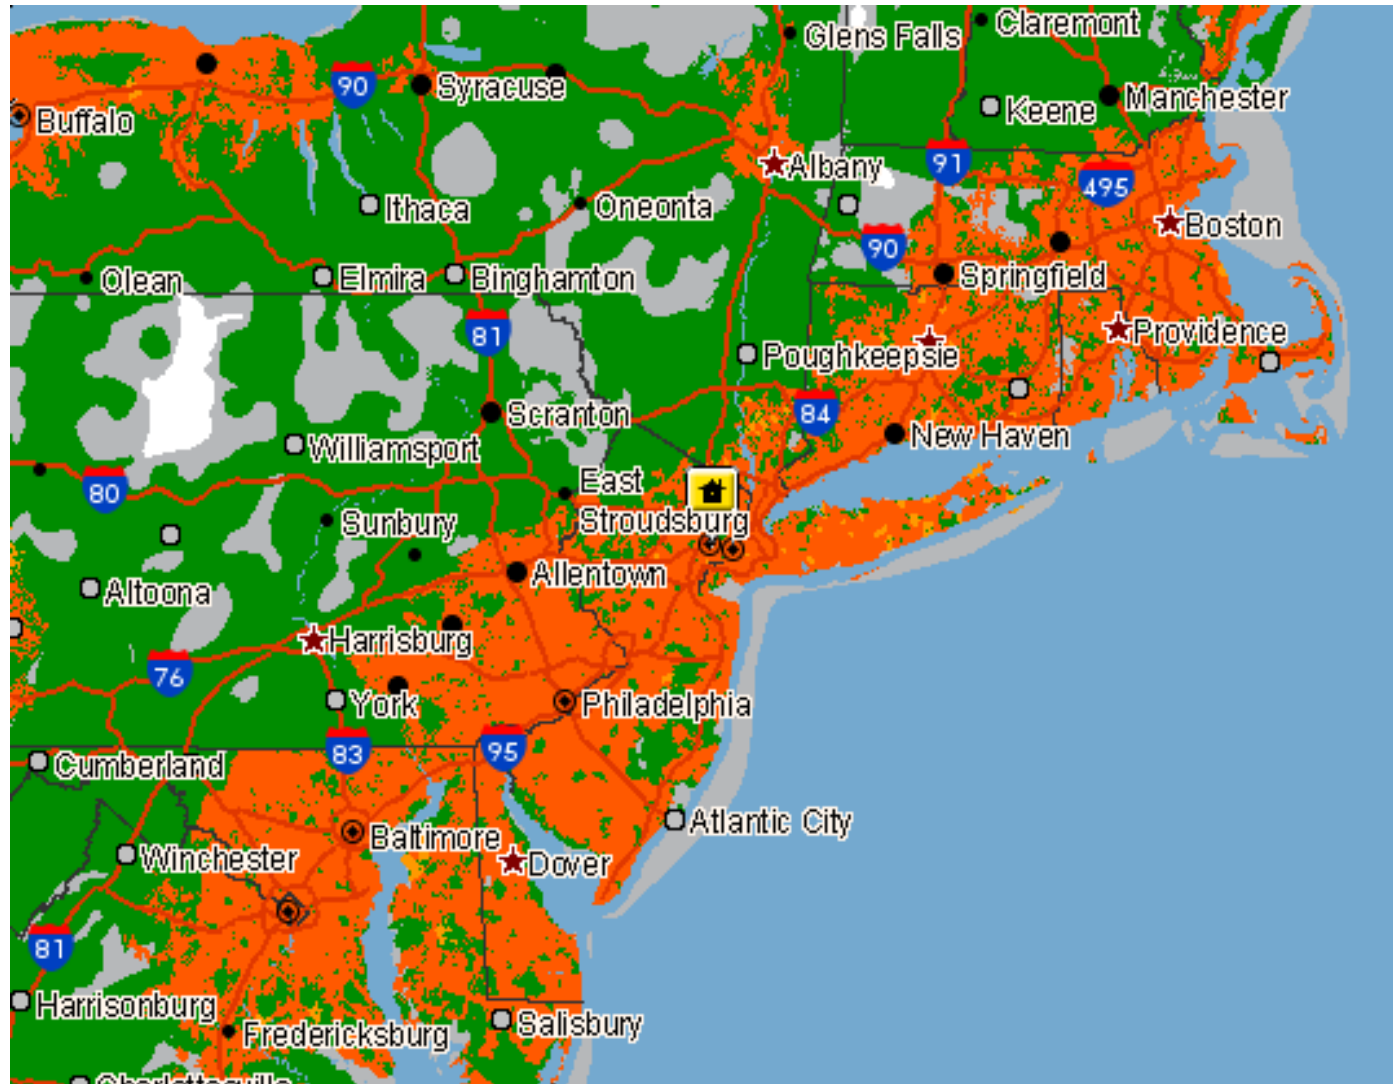 Glens Falls
Claremont
90
Syracuse
Buffalo
Keene
Manchester
Albany
91
495
Ithaca
Oneonta
Boston
90
Olean
Elmira
Binghamton
Springfield
81
Providence
Poughkeepsie
Scranton
84
New Haven
Williamsport
80
East
Stroudsburg
Sunbury
Allentown
Altoona
Harrisburg
76
York
Philadelphia
83
95
Cumberland
Atlantic City
Baltimore
Winchester
Dover
81
Harrisonburg
Salisbury
Fredericksburg